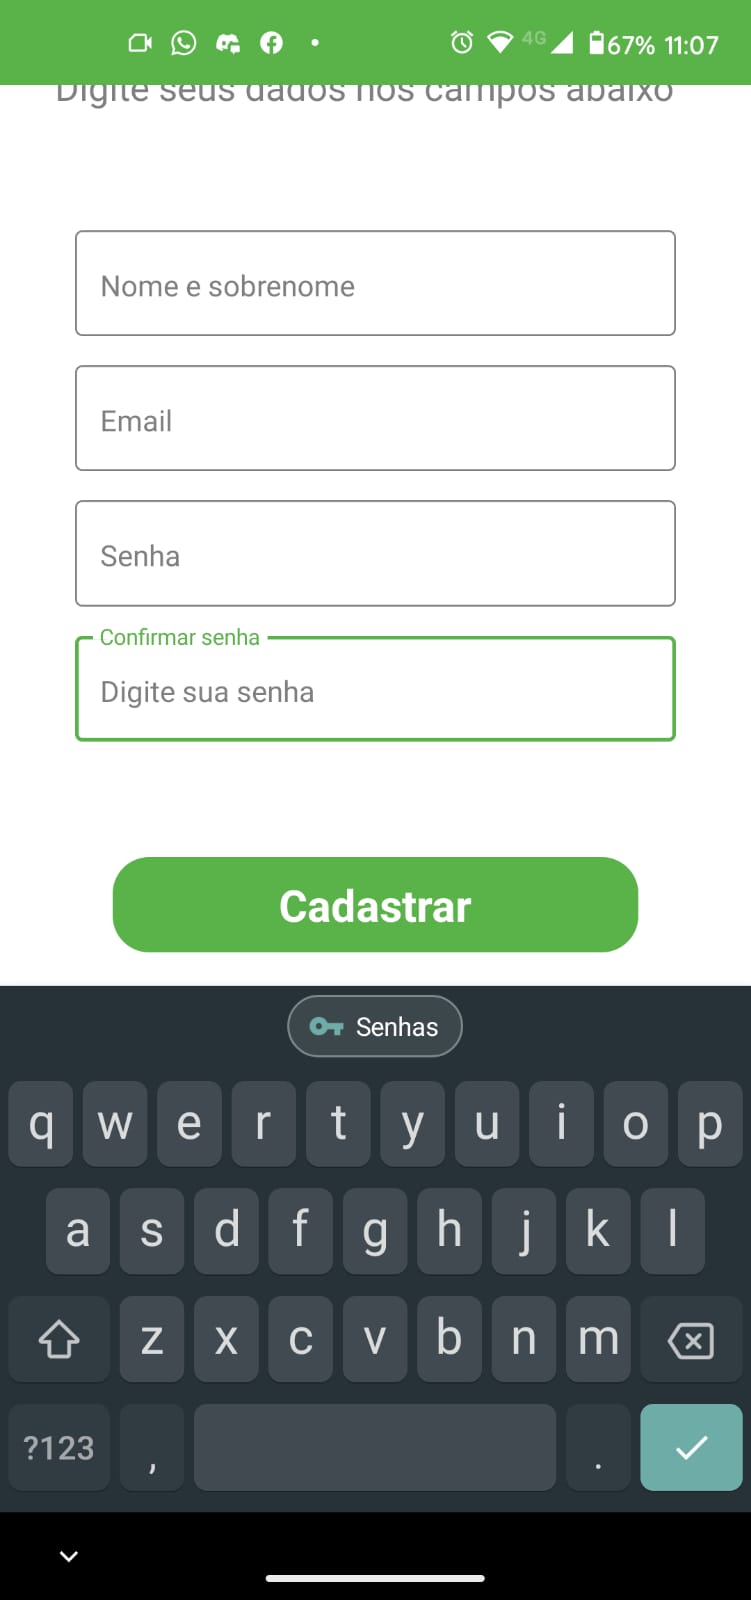 4G 67% 11:07
Digite seus dados nos campos abaixo
Nome e sobrenome
Email
Senha
Confirmar senha
Digite sua senha
Cadastrar
Senhas
q w e r t y u i o p
a s d f g h j k l
z x c v b n m
?123 , .